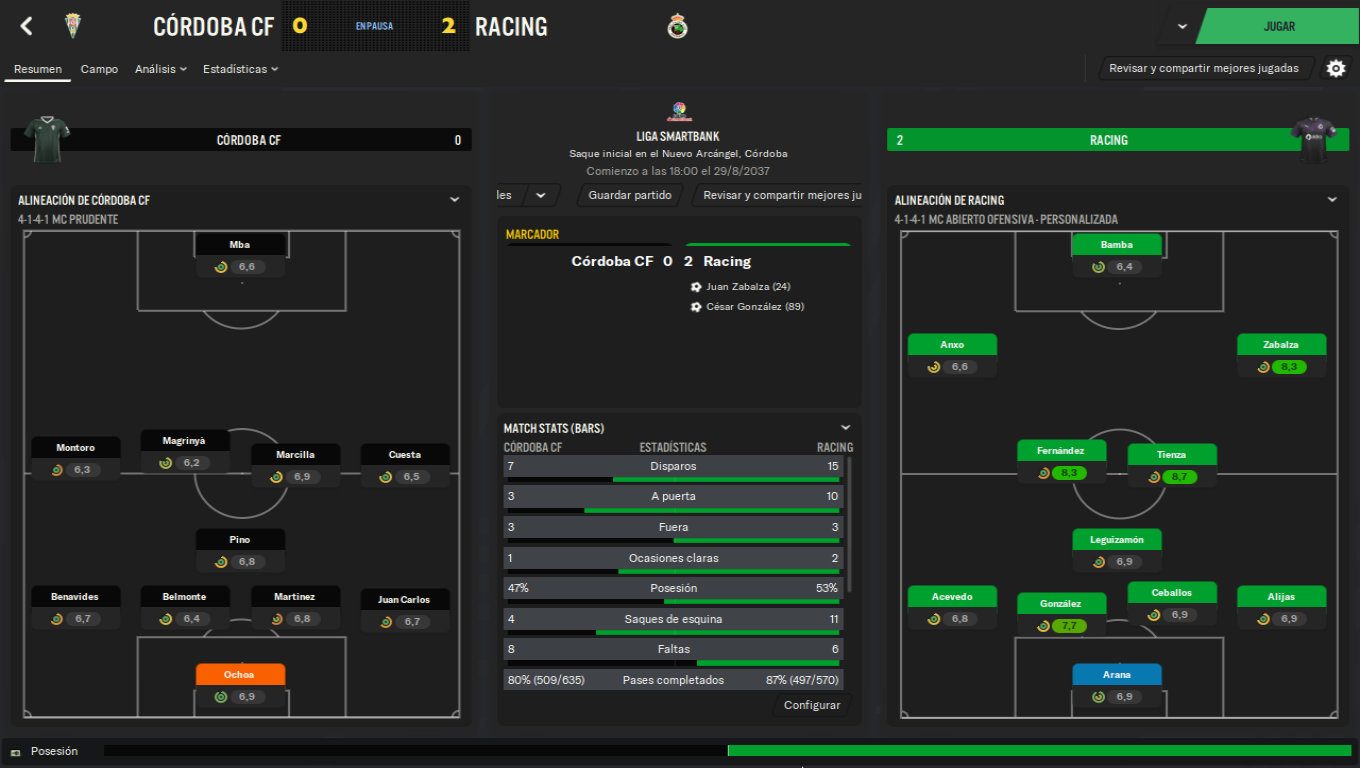 CÓRDOBA CF 0 EN PAUSA 2 RACING
JUGAR
Resumen Campo Análisis Estadísticas
Revisar y compartir mejores jugadas
CÓRDOBA CF 0
ALINEACIÓN DE CÓRDOBA CF
4-1-4-1 MC PRUDENTE
Mba
6,6
Montoro
6,3
Magrinyà
6,2
Marcilla
6,9
Cuesta
6,5
Pino
6,8
Benavides
6,7
Belmonte
6,4
Martinez
6,8
Juan Carlos
6,7
Ochoa
6,9
LIGA SMARTBANK
Saque inicial en el Nuevo Arcángel, Córdoba
Comienzo a las 18:00 el 29/8/2037
les Guardar partido Revisar y compartir mejores ju
MARCADOR
Córdoba CF 0 2 Racing
Juan Zabalza (24)
César González (89)
MATCH STATS (BARS)
CÓRDOBA CF ESTADÍSTICAS RACING
7 Disparos 15
3 A puerta 10
3 Fuera 3
1 Ocasiones claras 2
47% Posesión 53%
4 Saques de esquina 11
8 Faltas 6
80% (509/635) Pases completados 87% (497/570)
Configurar
2 RACING
ALINEACIÓN DE RACING
4-1-4-1 MC ABIERTO OFENSIVA - PERSONALIZADA
Bamba
6,4
Anxo
6,6
Zabalza
8,3
Fernández
8,3
Tienza
8,7
Leguizamón
6,9
Acevedo
6,8
González
7,7
Ceballos
6,9
Alijas
6,9
Arana
6,9
Posesión